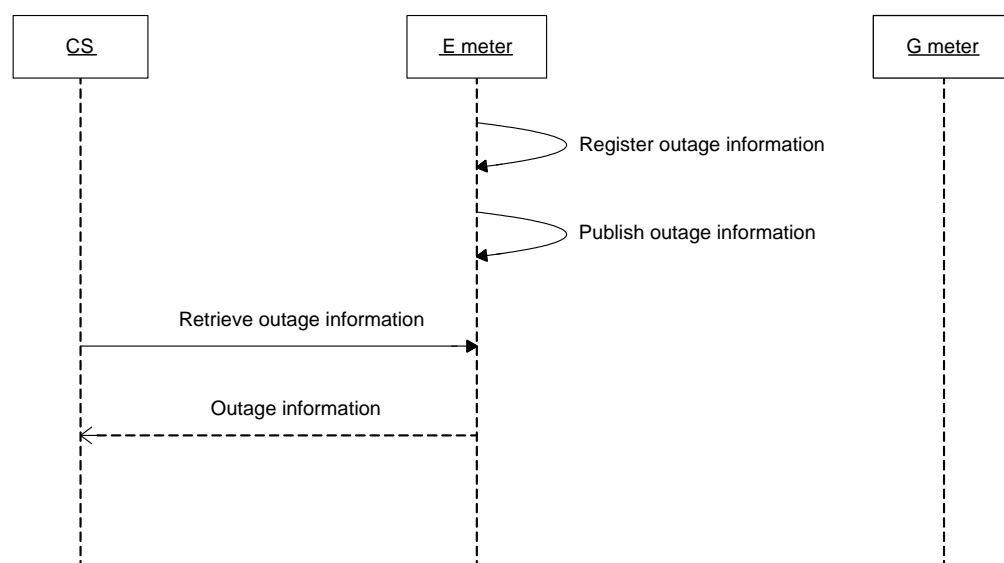 CS
E meter
G meter
Register outage information
Publish outage information
Retrieve outage information
Outage information